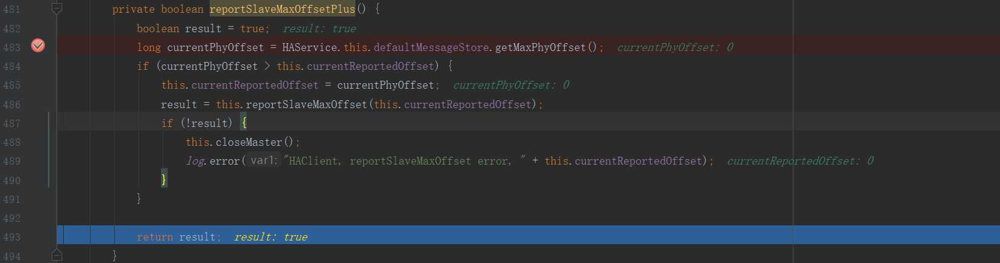 481 private boolean reportSlaveMaxOffsetPlus() {
482 boolean result = true; result: true
483 long currentPhyOffset = HAService.this.defaultMessageStore.getMaxPhyOffset(); currentPhyOffset: 0
484 if (currentPhyOffset > this.currentReportedOffset) {
485 this.currentReportedOffset = currentPhyOffset; currentPhyOffset: 0
486 result = this.reportSlaveMaxOffset(this.currentReportedOffset);
487 if (!result) {
488 this.closeMaster();
489 log.error( var1: "HAClient, reportSlaveMaxOffset error, " + this.currentReportedOffset); currentReportedOffset: 0
490 }
491 }
492
493 return result; result: true
494 }